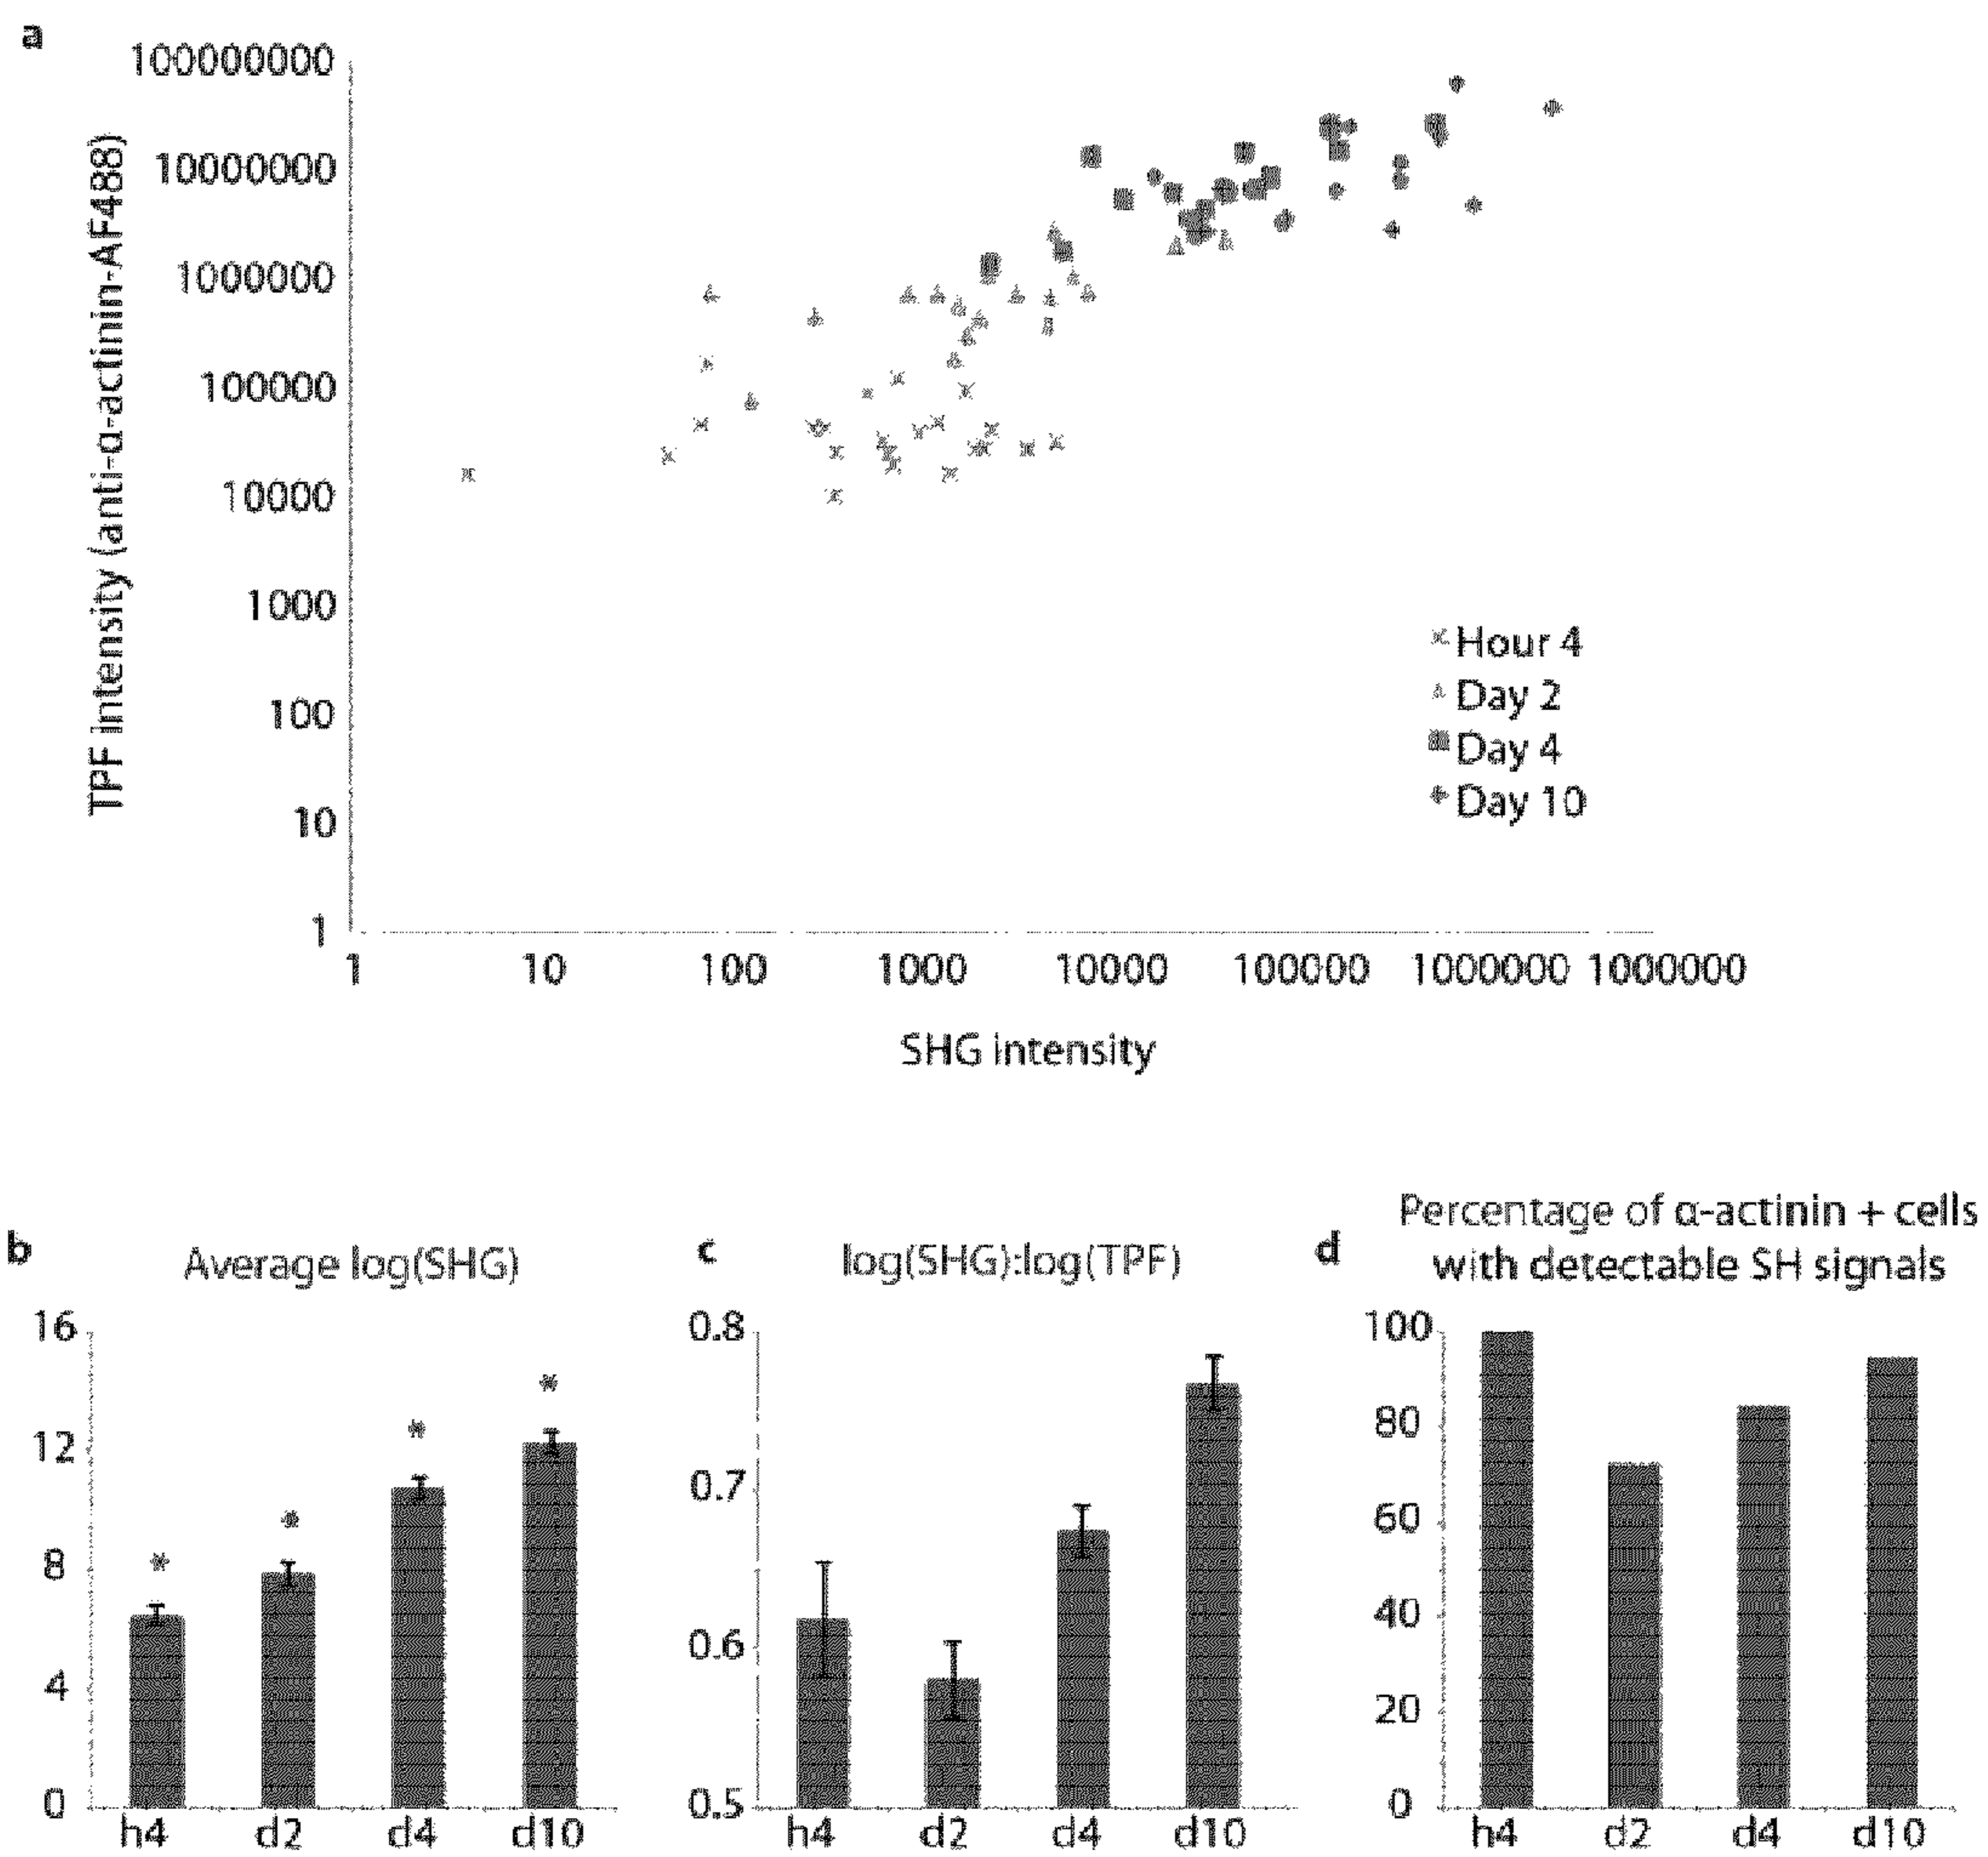 a
100000000
10000000
1000000
100000
10000
1000
100
10
1
TPF intensity (anti-α-actinin-AF488)
Hour 4
Day 2
Day 4
Day 10
1 10 100 1000 10000 100000 1000000 1000000
SHG intensity
b
Average log(SHG)
16
12
8
4
0
h4 d2 d4 d10
* * * *
c
log(SHG):log(TPF)
0.8
0.7
0.6
0.5
h4 d2 d4 d10
d
Percentage of α-actinin + cells
with detectable SH signals
100
80
60
40
20
0
h4 d2 d4 d10